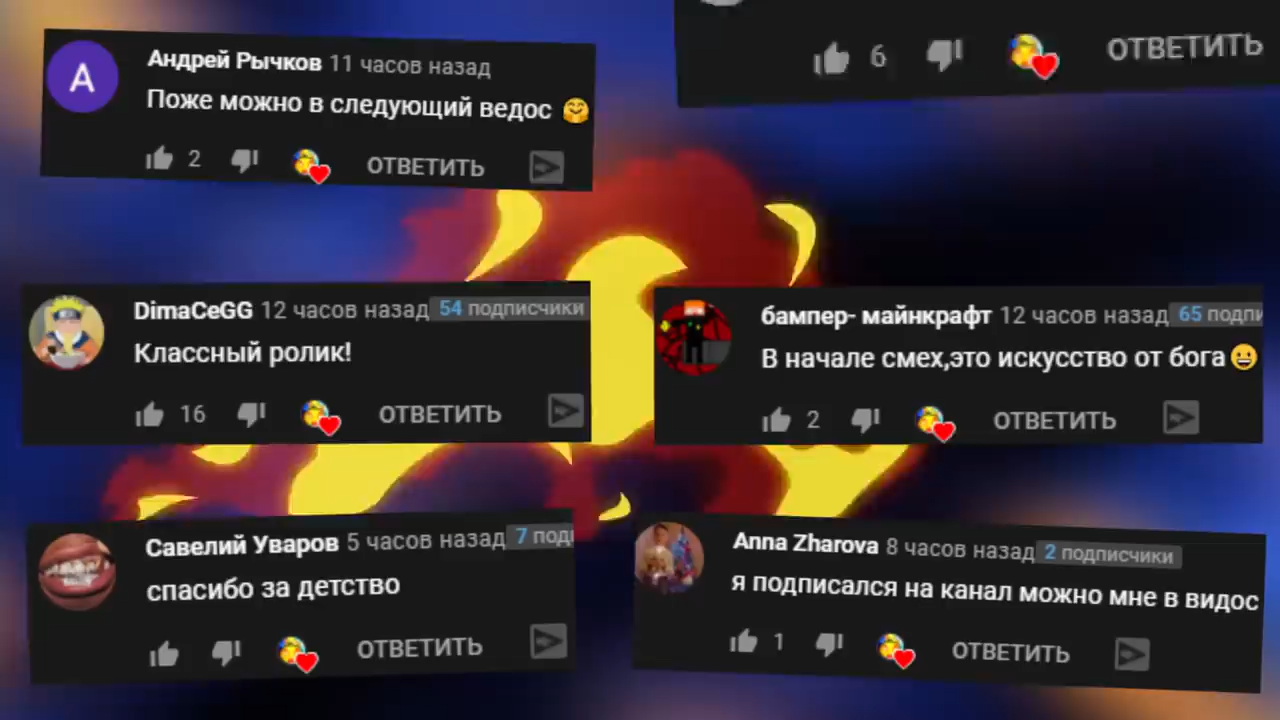 6 ОТВЕТИТЬ
А
Андрей Рычков 11 часов назад
Поже можно в следующий ведос 🤗
2 ОТВЕТИТЬ
DimaCeGG 12 часов назад 54 подписчики
Классный ролик!
16 ОТВЕТИТЬ
бампер- майнкрафт 12 часов назад 65 подпи
В начале смех,это искусство от бога😀
2 ОТВЕТИТЬ
Савелий Уваров 5 часов назад 7 под
спасибо за детство
ОТВЕТИТЬ
Anna Zharova 8 часов назад 2 подписчики
я подписался на канал можно мне в видос
1 ОТВЕТИТЬ